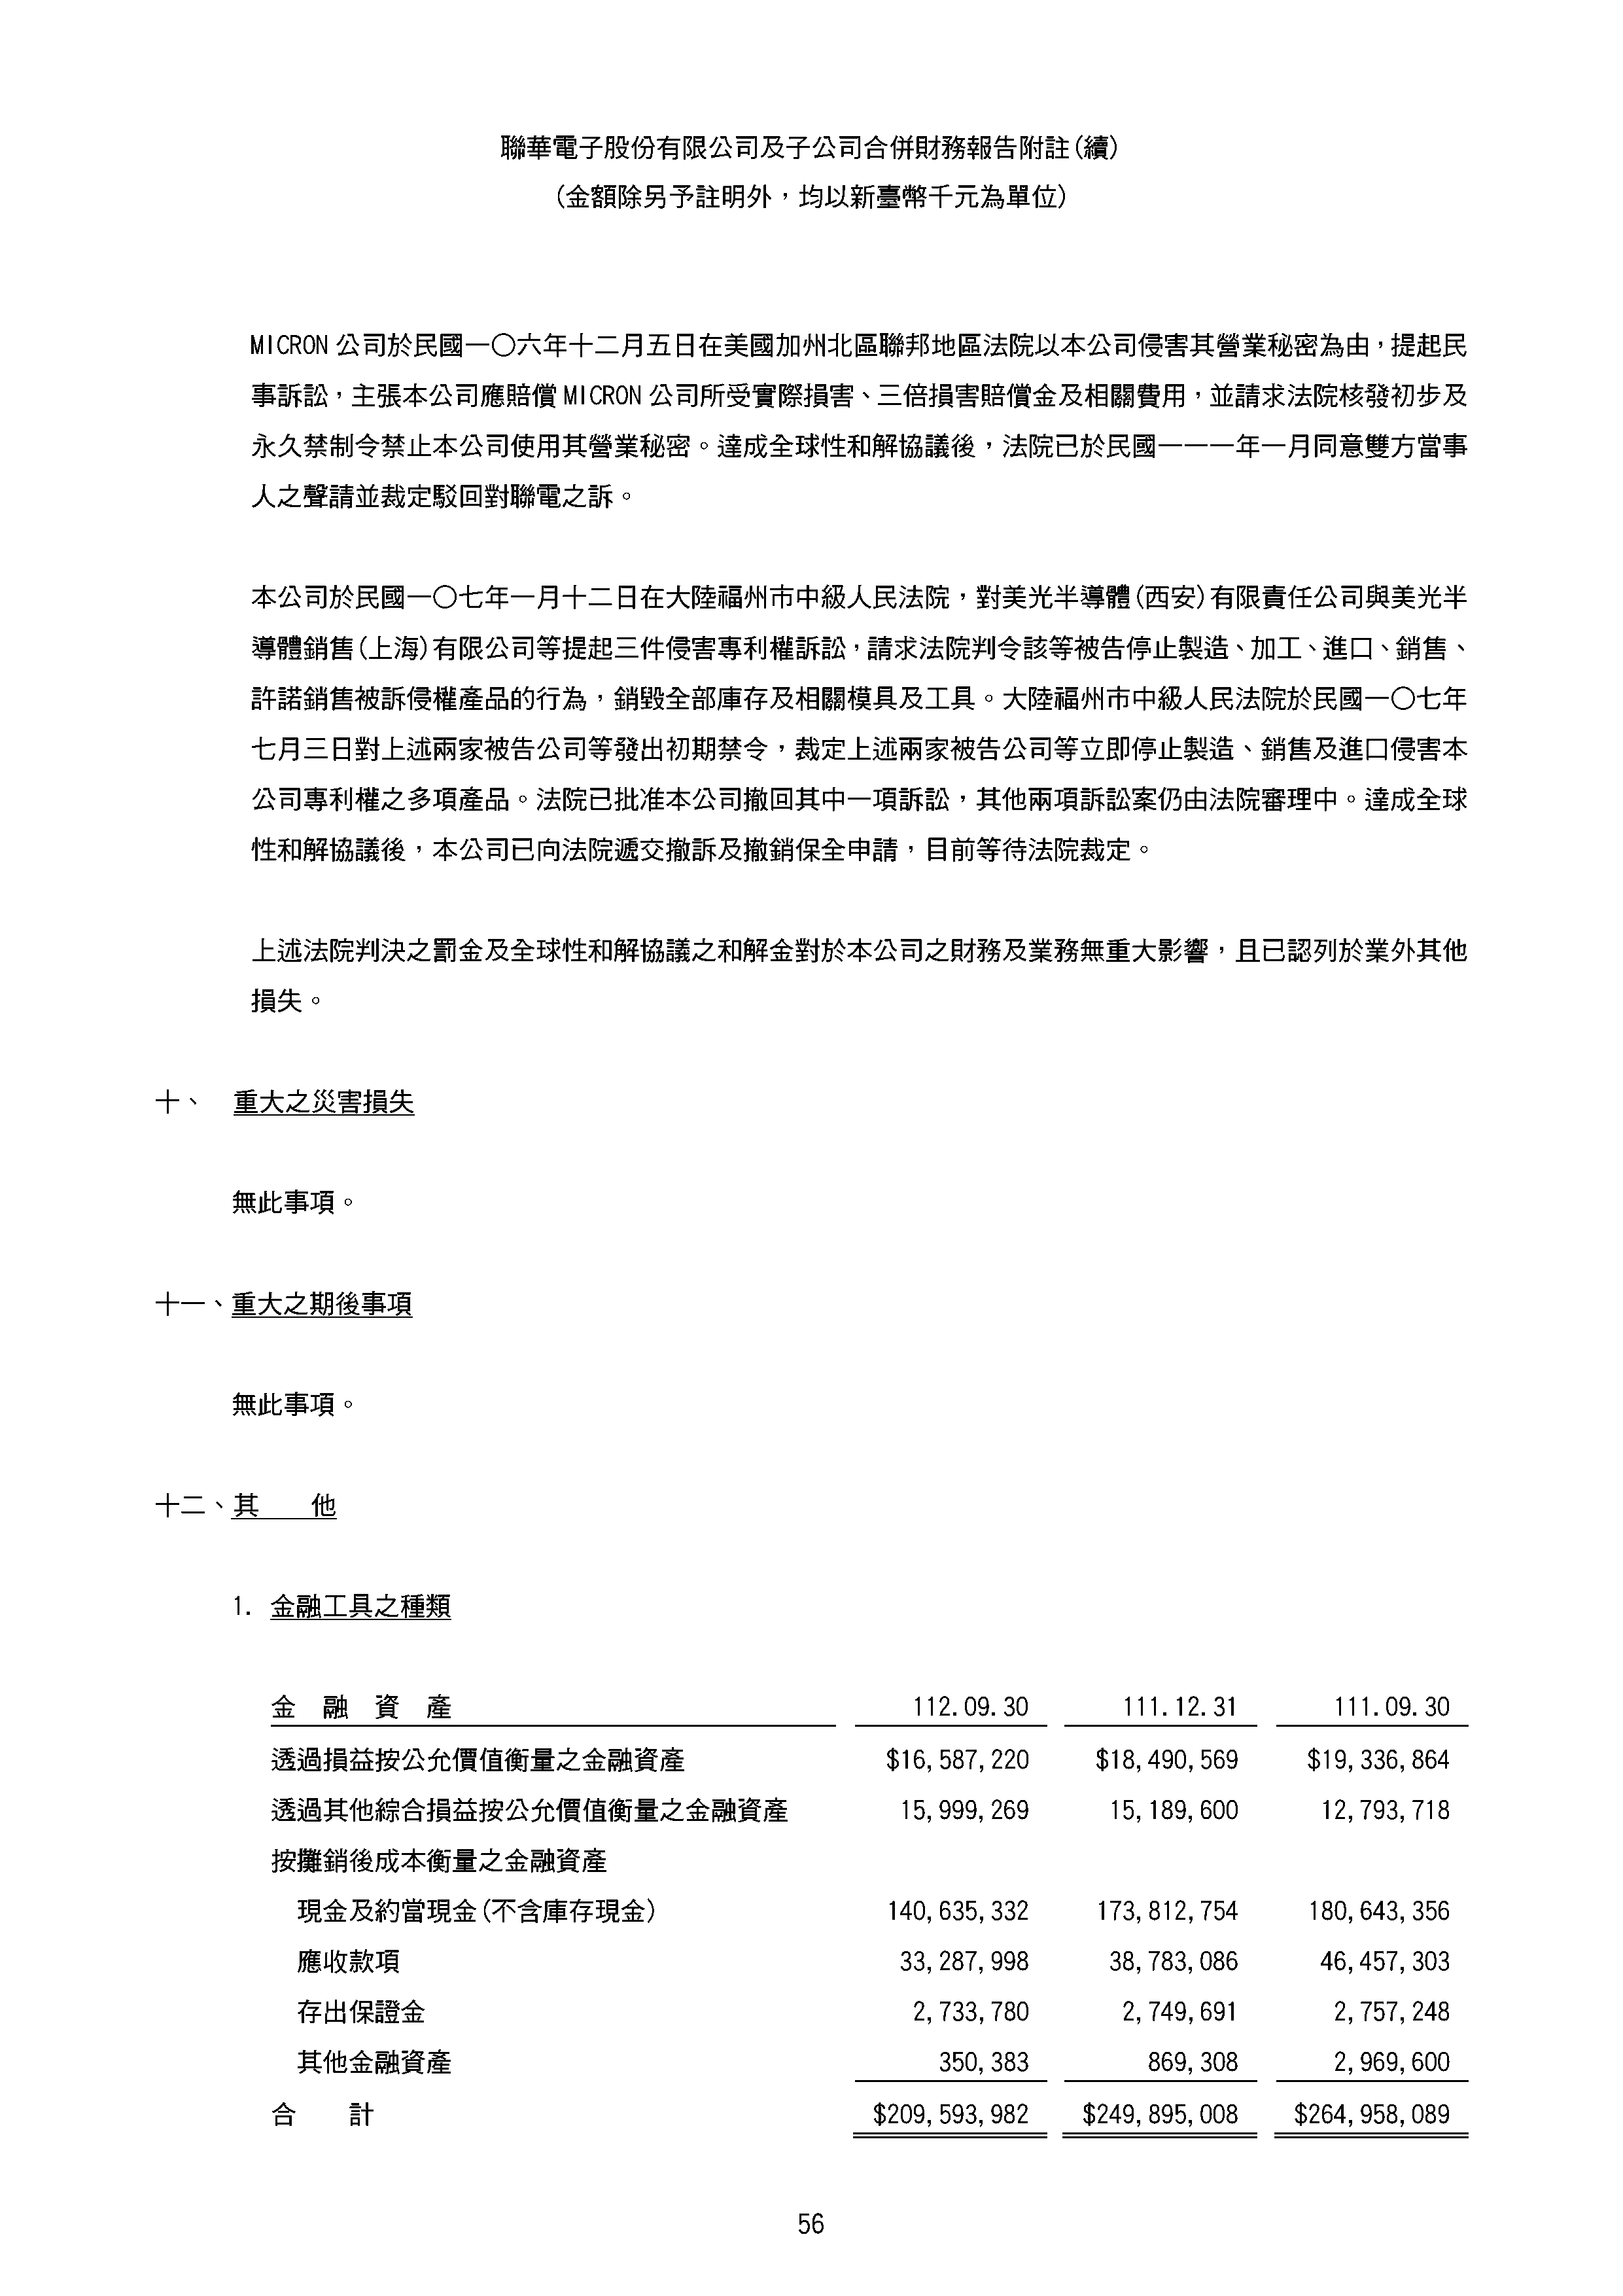 聯華電子股份有限公司及子公司合併財務報告附註(續)
(金額除另予註明外，均以新臺幣千元為單位)
MICRON 公司於民國一〇六年十二月五日在美國加州北區聯邦地區法院以本公司侵害其營業秘密為由，提起民
事訴訟，主張本公司應賠償 MICRON 公司所受實際損害、三倍損害賠償金及相關費用，並請求法院核發初步及
永久禁制令禁止本公司使用其營業秘密。達成全球性和解協議後，法院已於民國一一一年一月同意雙方當事
人之聲請並裁定駁回對聯電之訴。
本公司於民國一〇七年一月十二日在大陸福州市中級人民法院，對美光半導體(西安)有限責任公司與美光半
導體銷售(上海)有限公司等提起三件侵害專利權訴訟，請求法院判令該等被告停止製造、加工、進口、銷售、
許諾銷售被訴侵權產品的行為，銷毀全部庫存及相關模具及工具。大陸福州市中級人民法院於民國一〇七年
七月三日對上述兩家被告公司等發出初期禁令，裁定上述兩家被告公司等立即停止製造、銷售及進口侵害本
公司專利權之多項產品。法院已批准本公司撤回其中一項訴訟，其他兩項訴訟案仍由法院審理中。達成全球
性和解協議後，本公司已向法院遞交撤訴及撤銷保全申請，目前等待法院裁定。
上述法院判決之罰金及全球性和解協議之和解金對於本公司之財務及業務無重大影響，且已認列於業外其他
損失。
十、 重大之災害損失
無此事項。
十一、重大之期後事項
無此事項。
十二、其 他
1. 金融工具之種類
金 融 資 產 112.09.30 111.12.31 111.09.30
透過損益按公允價值衡量之金融資產 $16,587,220 $18,490,569 $19,336,864
透過其他綜合損益按公允價值衡量之金融資產 15,999,269 15,189,600 12,793,718
按攤銷後成本衡量之金融資產
現金及約當現金(不含庫存現金) 140,635,332 173,812,754 180,643,356
應收款項 33,287,998 38,783,086 46,457,303
存出保證金 2,733,780 2,749,691 2,757,248
其他金融資產 350,383 869,308 2,969,600
合 計 $209,593,982 $249,895,008 $264,958,089
56